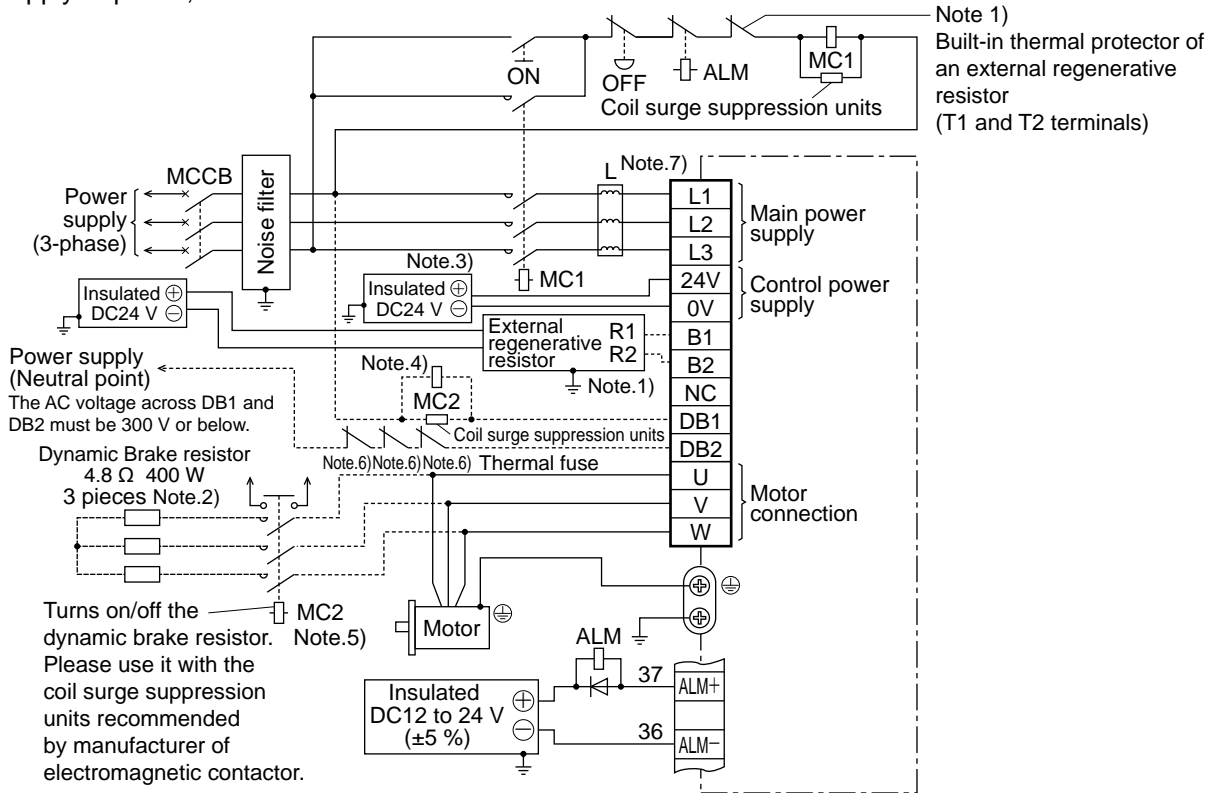 Note 1)
Built-in thermal protector of
an external regenerative
resistor
(T1 and T2 terminals)
ON
OFF
ALM
MC1
Coil surge suppression units
MCCB
Noise filter
L
Note.7)
Power
supply
(3-phase)
L1
L2
L3
Main power
supply
MC1
Note.3)
Insulated ⊕
DC24 V ⊖
Insulated ⊕
DC24 V ⊖
24V
0V
Control power
supply
External
regenerative
resistor
R1
R2
B1
B2
Note.1)
NC
Power supply
(Neutral point)
The AC voltage across DB1 and
DB2 must be 300 V or below.
Note.4)
MC2
Coil surge suppression units
DB1
DB2
Note.6)
Note.6)
Note.6)
Thermal fuse
Dynamic Brake resistor
4.8 Ω 400 W
3 pieces Note.2)
U
V
W
Motor
connection
Turns on/off the
dynamic brake resistor.
Please use it with the
coil surge suppression
units recommended
by manufacturer of
electromagnetic contactor.
MC2
Note.5)
Motor
ALM
37
ALM+
36
ALM−
Insulated
DC12 to 24 V
(±5 %)
⊕
⊖